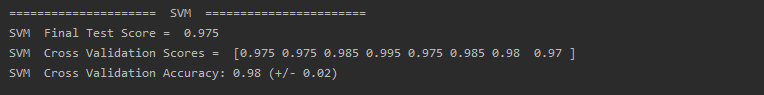 =====================  SVM  =======================
SVM  Final Test Score =  0.975
SVM  Cross Validation Scores =  [0.975 0.975 0.985 0.995 0.975 0.985 0.98  0.97 ]
SVM  Cross Validation Accuracy: 0.98 (+/- 0.02)